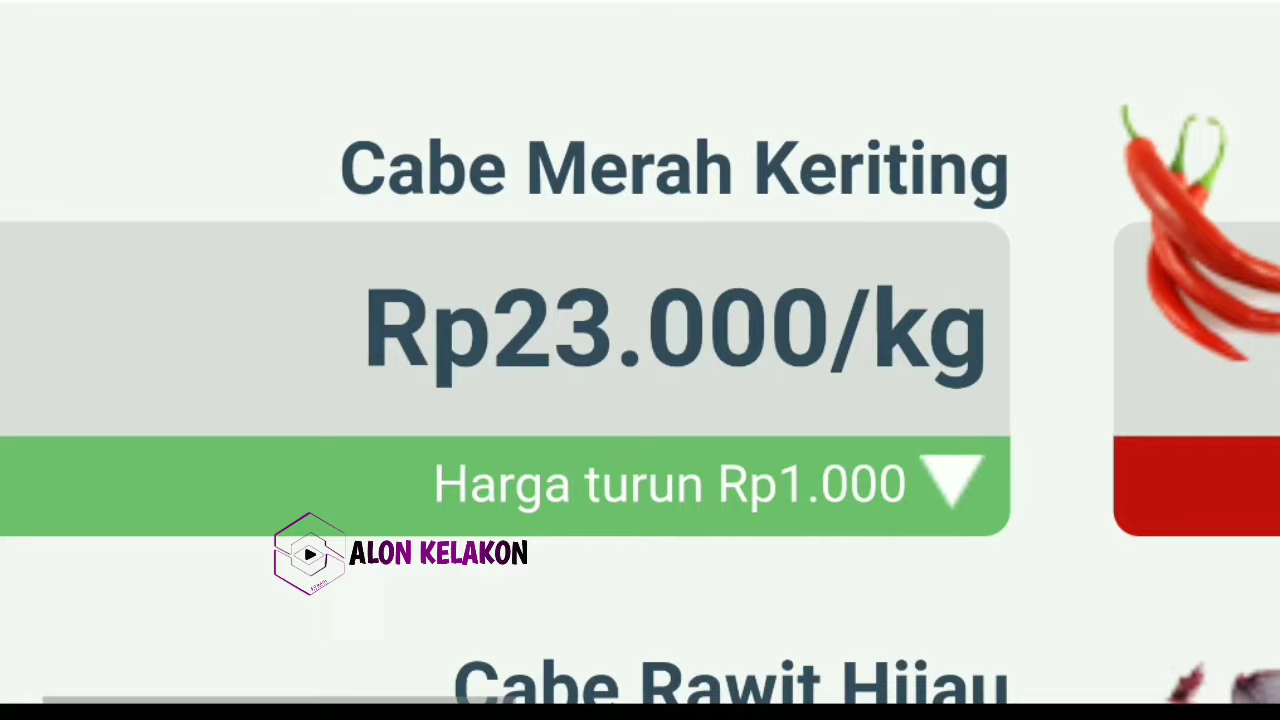 Cabe Merah Keriting
Rp23.000/kg
Harga turun Rp1.000
ALON KELAKON
Cabe Rawit Hijau